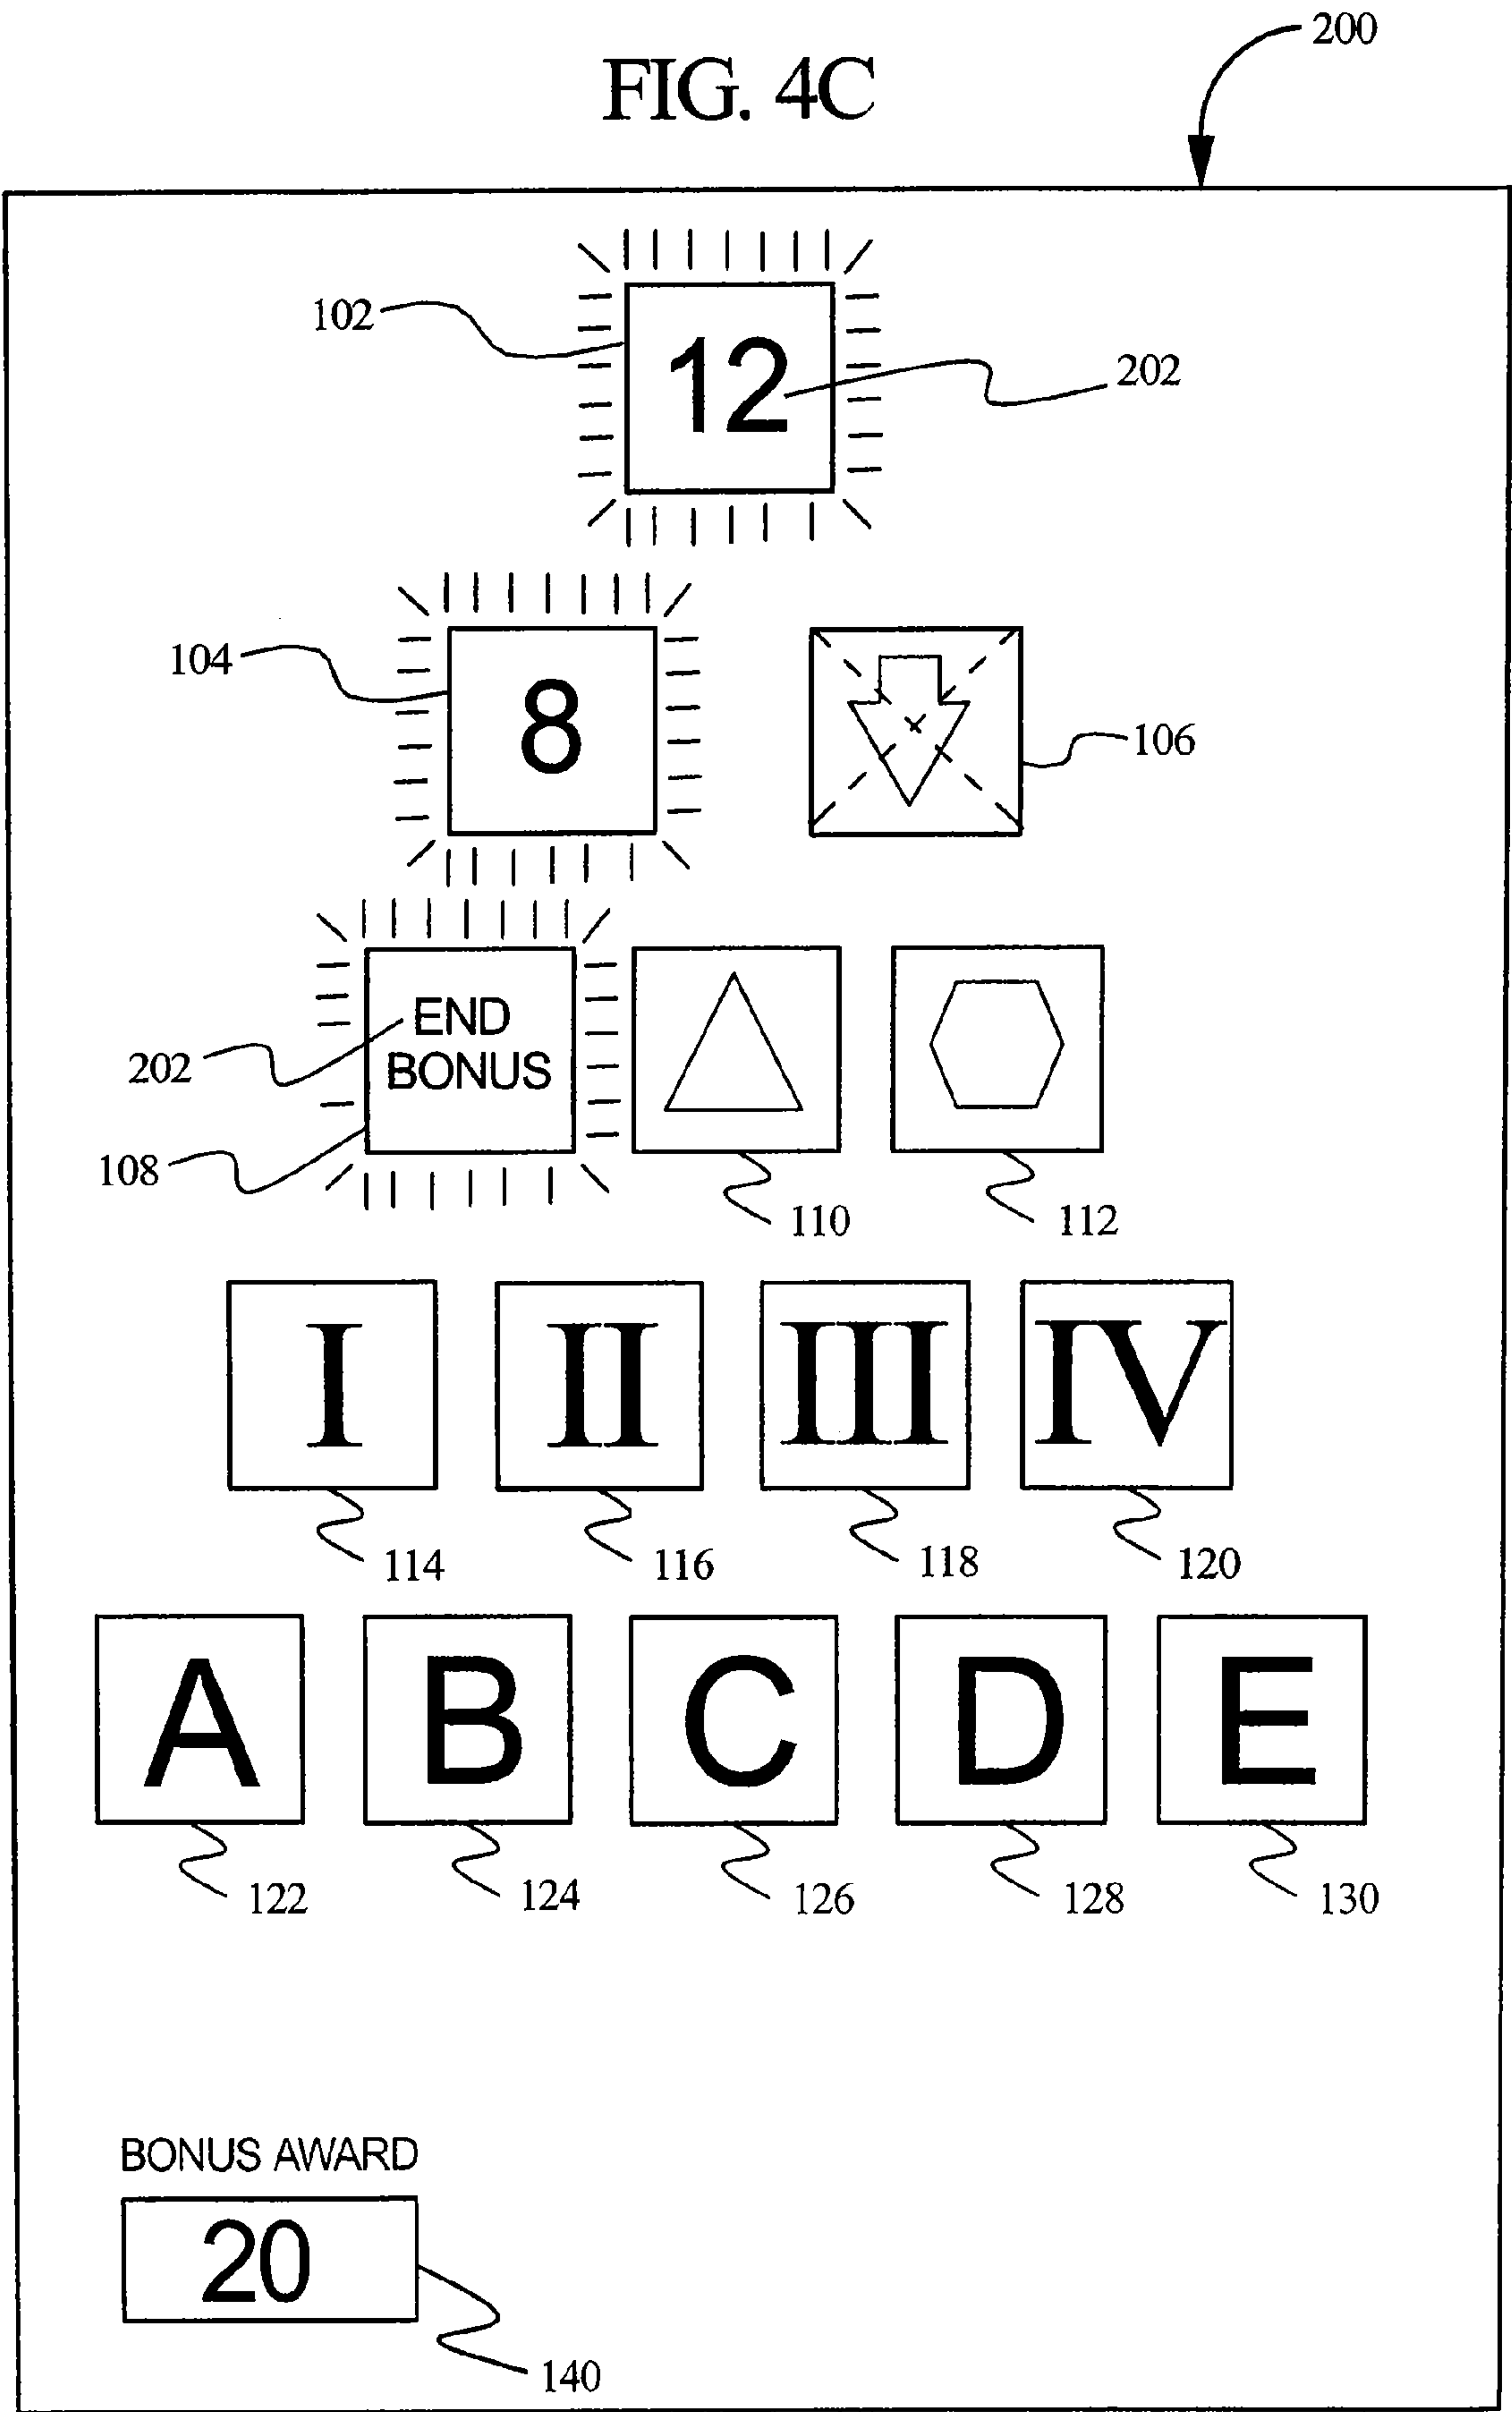 200
FIG. 4C
102
12
202
104
8
106
202
END
BONUS
108
110
112
I
II
III
IV
114
116
118
120
A
B
C
D
E
122
124
126
128
130
BONUS AWARD
20
140